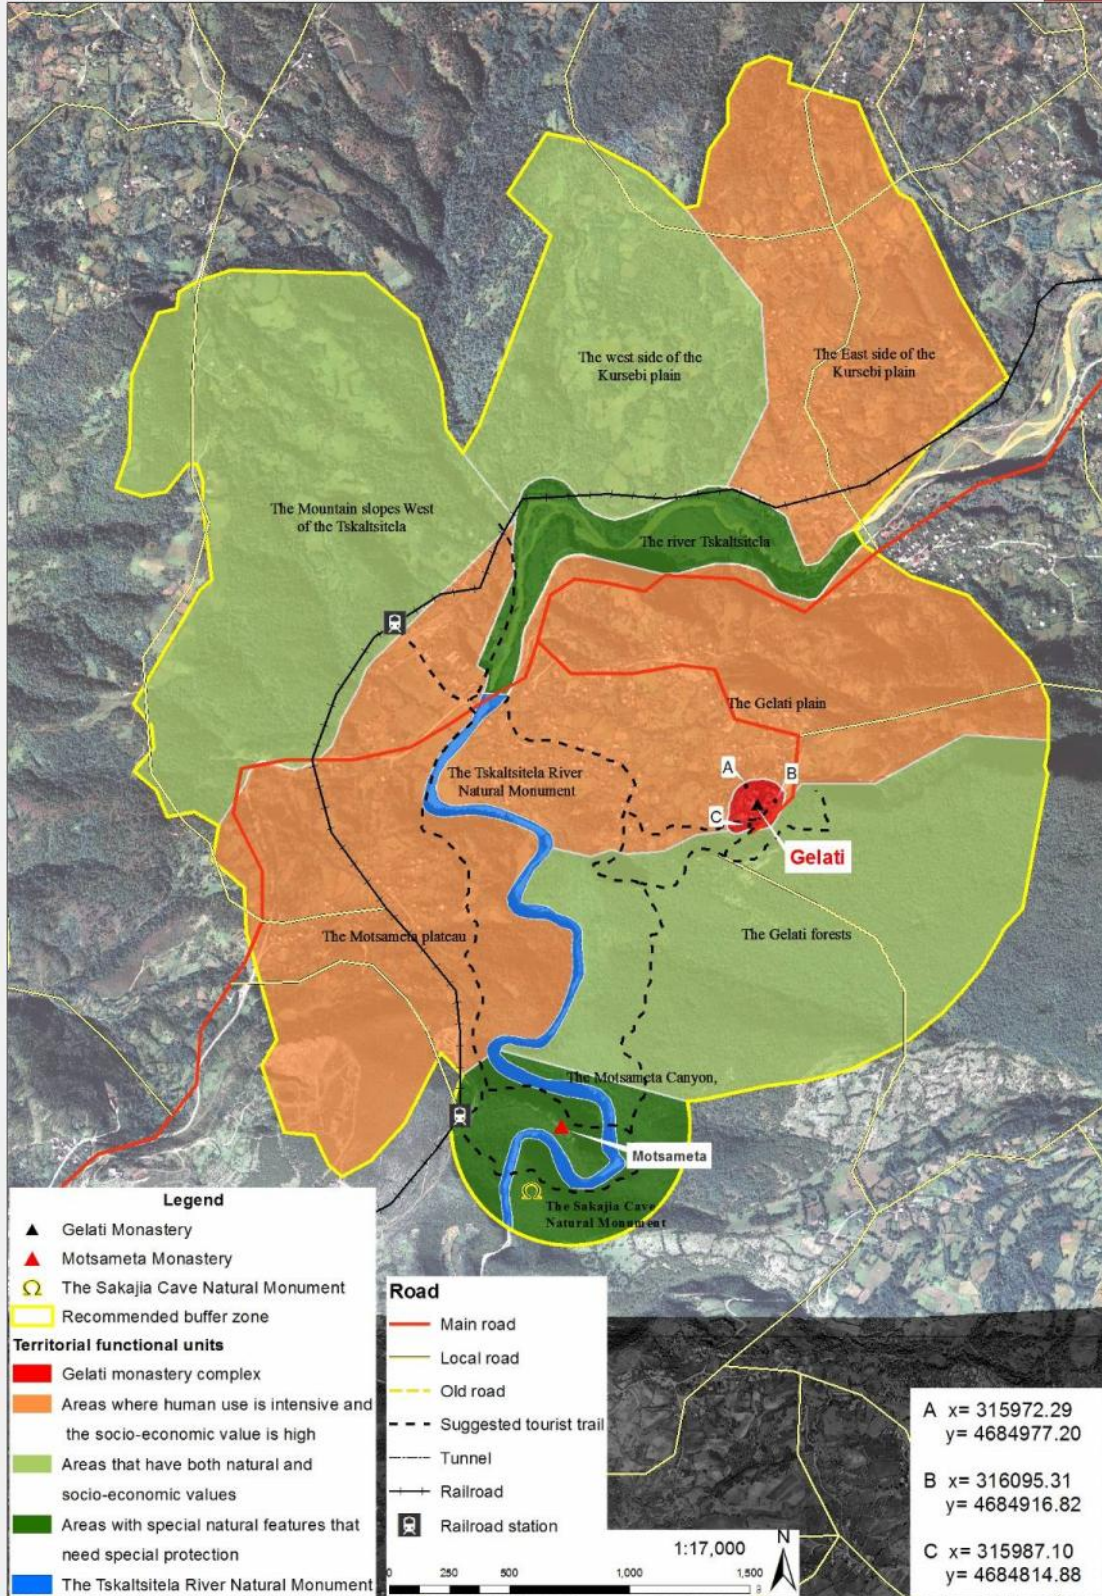 The west side of the
Kursebi plain
The East side of the
Kursebi plain
The Mountain slopes West
of the Tskaltsitela
The river Tskaltsitela
The Gelati plain
The Tskaltsitela River
Natural Monument
A
B
C
Gelati
The Motsameta plateau
The Gelati forests
The Motsameta Canyon,
Motsameta
The Sakajia Cave
Natural Monument
Legend
Gelati Monastery
Motsameta Monastery
The Sakajia Cave Natural Monument
Recommended buffer zone
Territorial functional units
Gelati monastery complex
Areas where human use is intensive and
the socio-economic value is high
Areas that have both natural and
socio-economic values
Areas with special natural features that
need special protection
The Tskaltsitela River Natural Monument
Road
Main road
Local road
Old road
Suggested tourist trail
Tunnel
Railroad
Railroad station
1:17,000
N
0 250 500 1,000 1,500
A x= 315972.29
y= 4684977.20
B x= 316095.31
y= 4684916.82
C x= 315987.10
y= 4684814.88